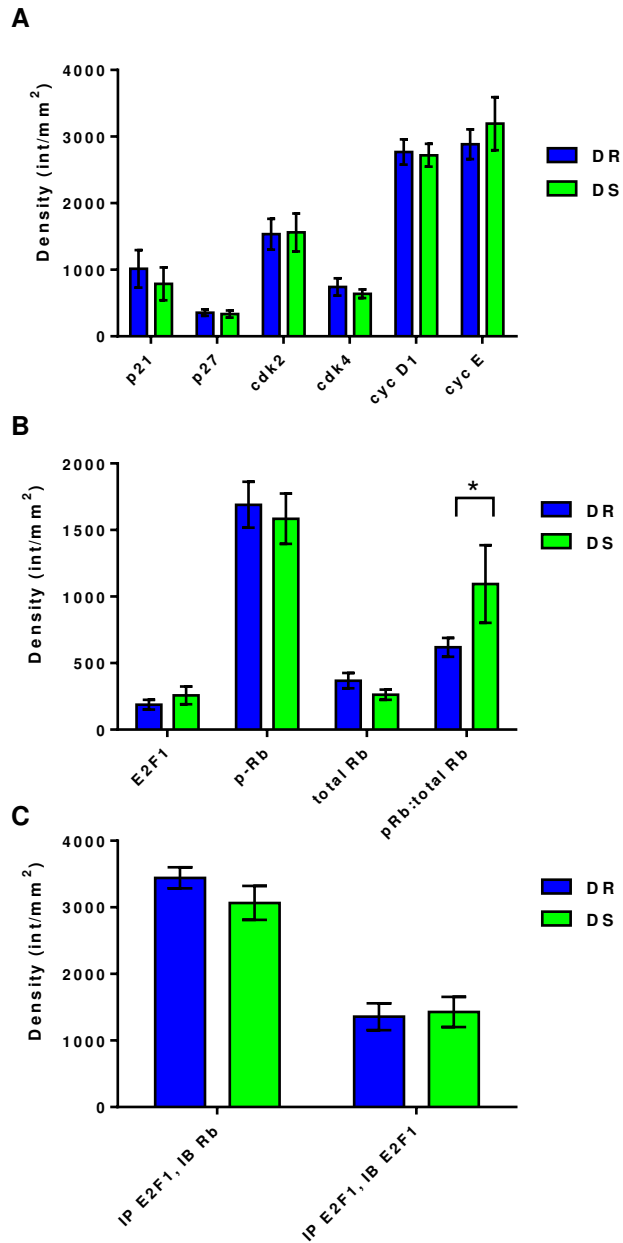 A
Density (int/mm²)
4000
3000
2000
1000
0
p21
p27
cdk2
cdk4
cyc D1
cyc E
DR
DS
B
Density (int/mm²)
2000
1500
1000
500
0
E2F1
p-Rb
total Rb
pRb:total Rb
*
DR
DS
C
Density (int/mm²)
4000
3000
2000
1000
0
IP E2F1, IB Rb
IP E2F1, IB E2F1
DR
DS